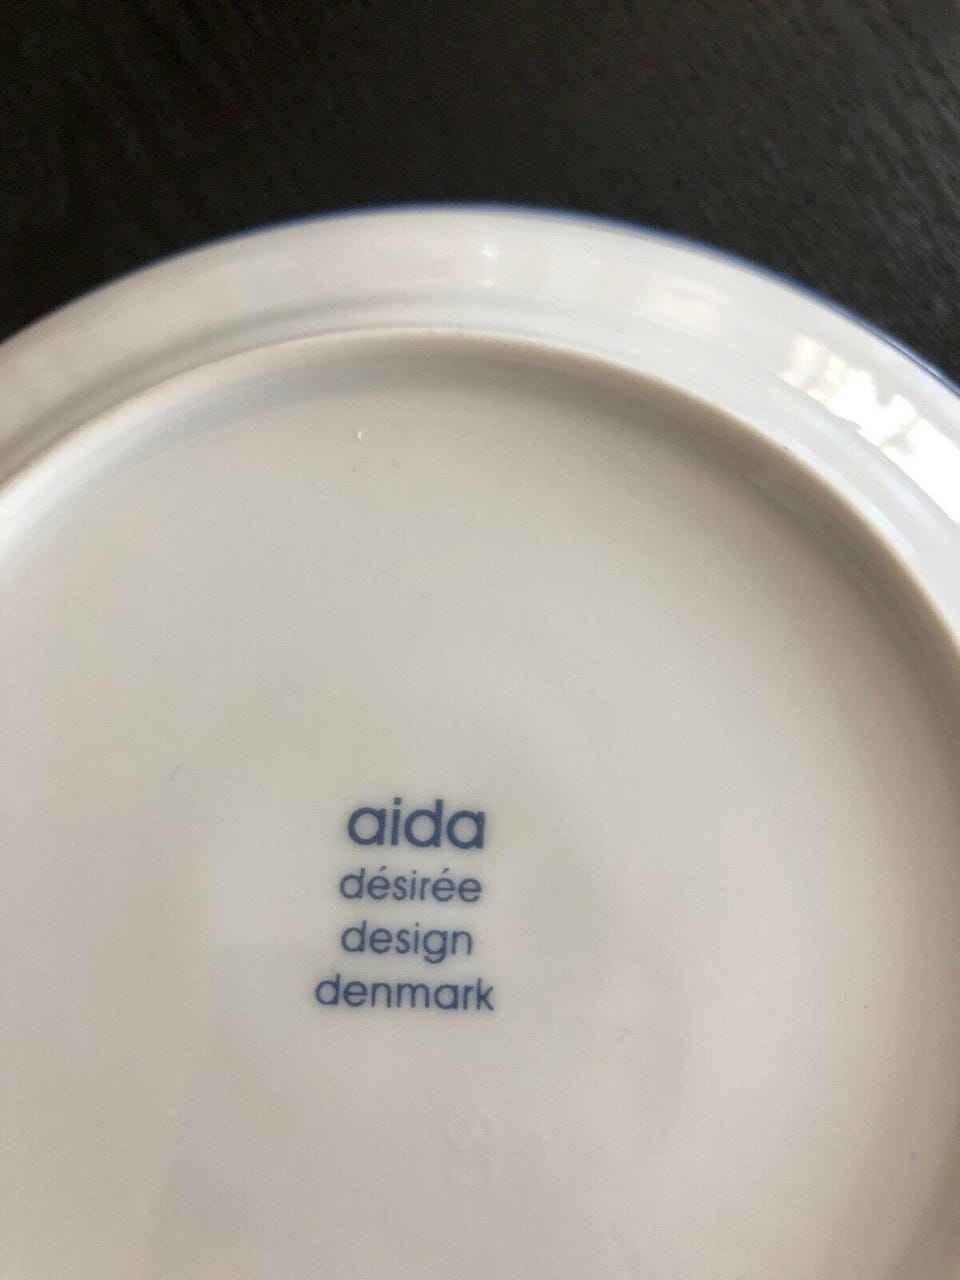 aida
désirée
design
denmark